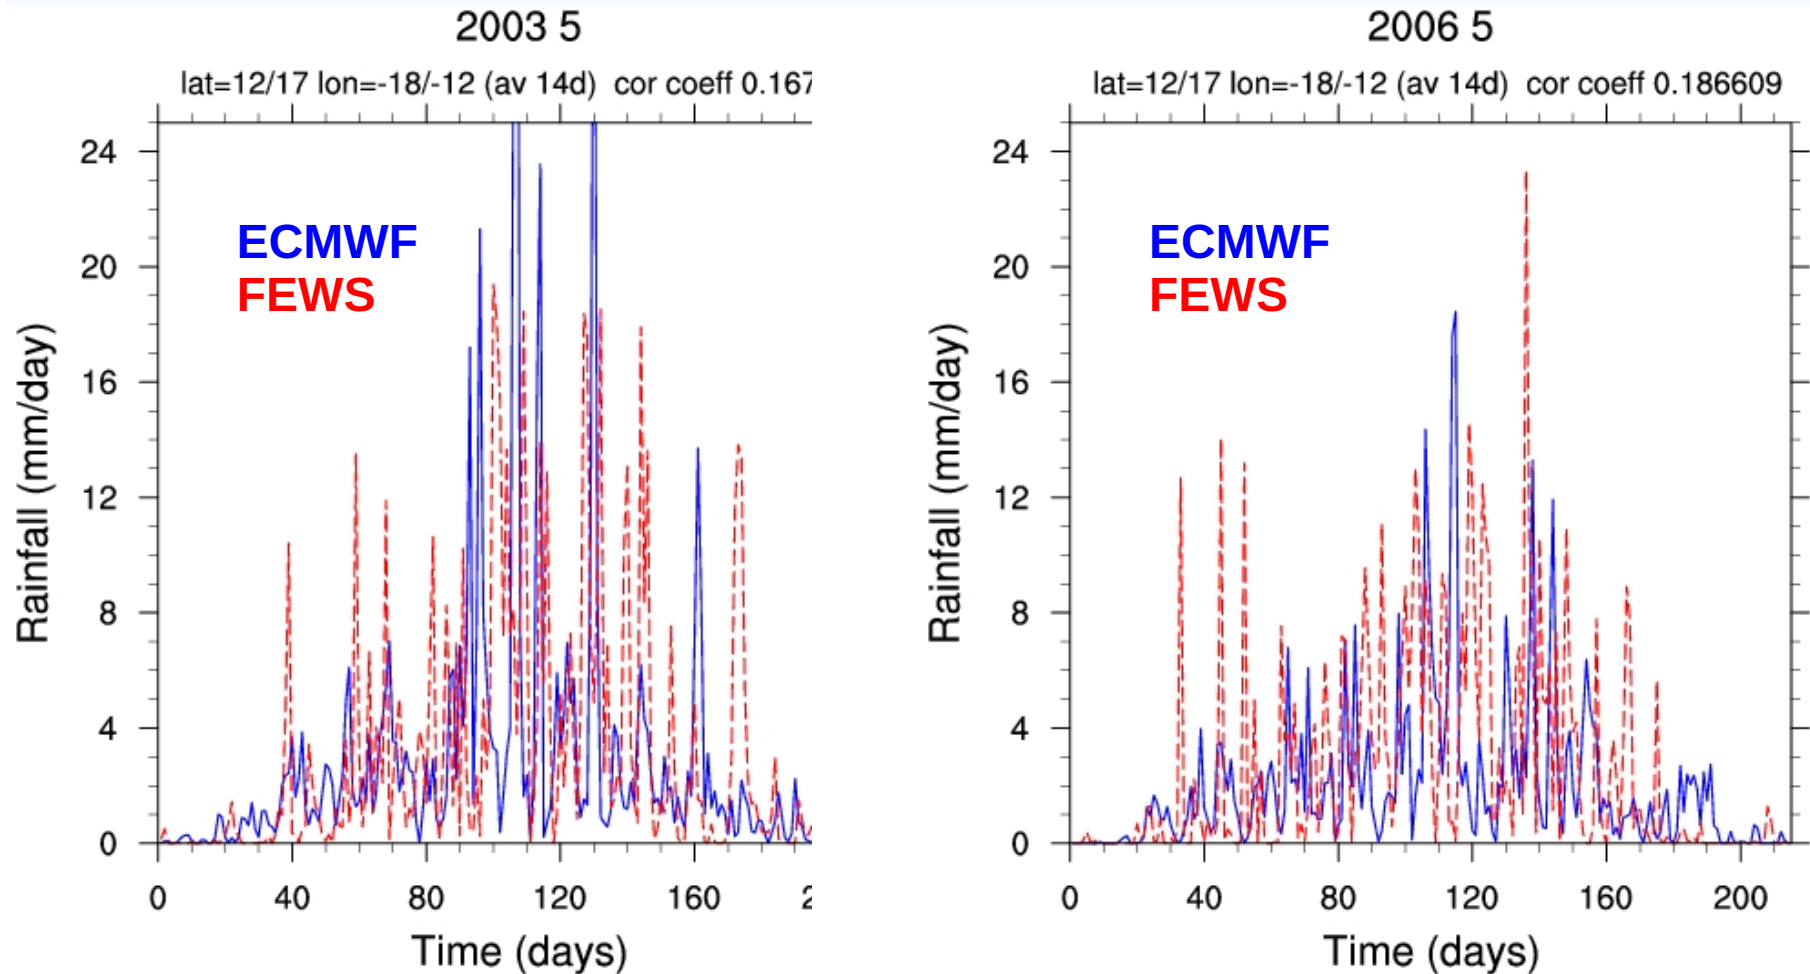 2003 5
lat=12/17 lon=-18/-12 (av 14d) cor coeff 0.167
24
20
16
12
8
4
0
ECMWF
FEWS
Rainfall (mm/day)
0 40 80 120 160 2
Time (days)
2006 5
lat=12/17 lon=-18/-12 (av 14d) cor coeff 0.186609
24
20
16
12
8
4
0
ECMWF
FEWS
Rainfall (mm/day)
0 40 80 120 160 200
Time (days)